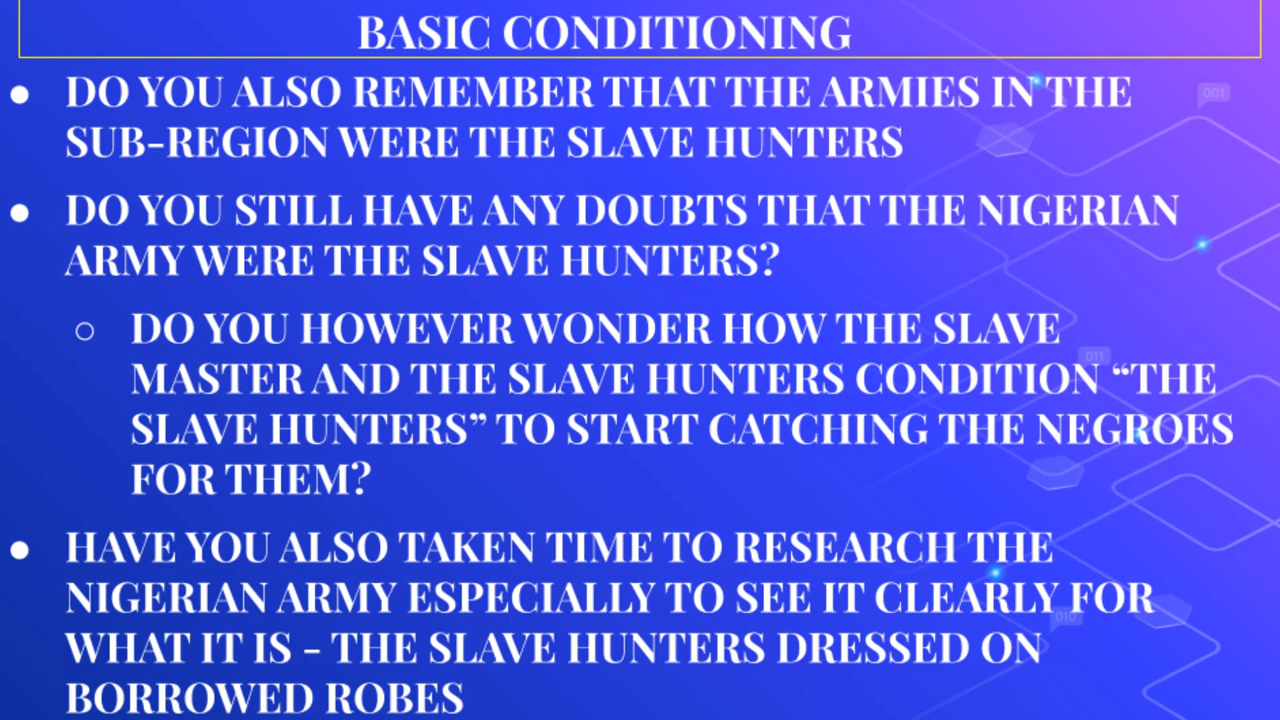 BASIC CONDITIONING
● DO YOU ALSO REMEMBER THAT THE ARMIES IN THE
SUB-REGION WERE THE SLAVE HUNTERS
● DO YOU STILL HAVE ANY DOUBTS THAT THE NIGERIAN
ARMY WERE THE SLAVE HUNTERS?
○ DO YOU HOWEVER WONDER HOW THE SLAVE
MASTER AND THE SLAVE HUNTERS CONDITION “THE
SLAVE HUNTERS” TO START CATCHING THE NEGROES
FOR THEM?
● HAVE YOU ALSO TAKEN TIME TO RESEARCH THE
NIGERIAN ARMY ESPECIALLY TO SEE IT CLEARLY FOR
WHAT IT IS - THE SLAVE HUNTERS DRESSED ON
BORROWED ROBES
001
011
010